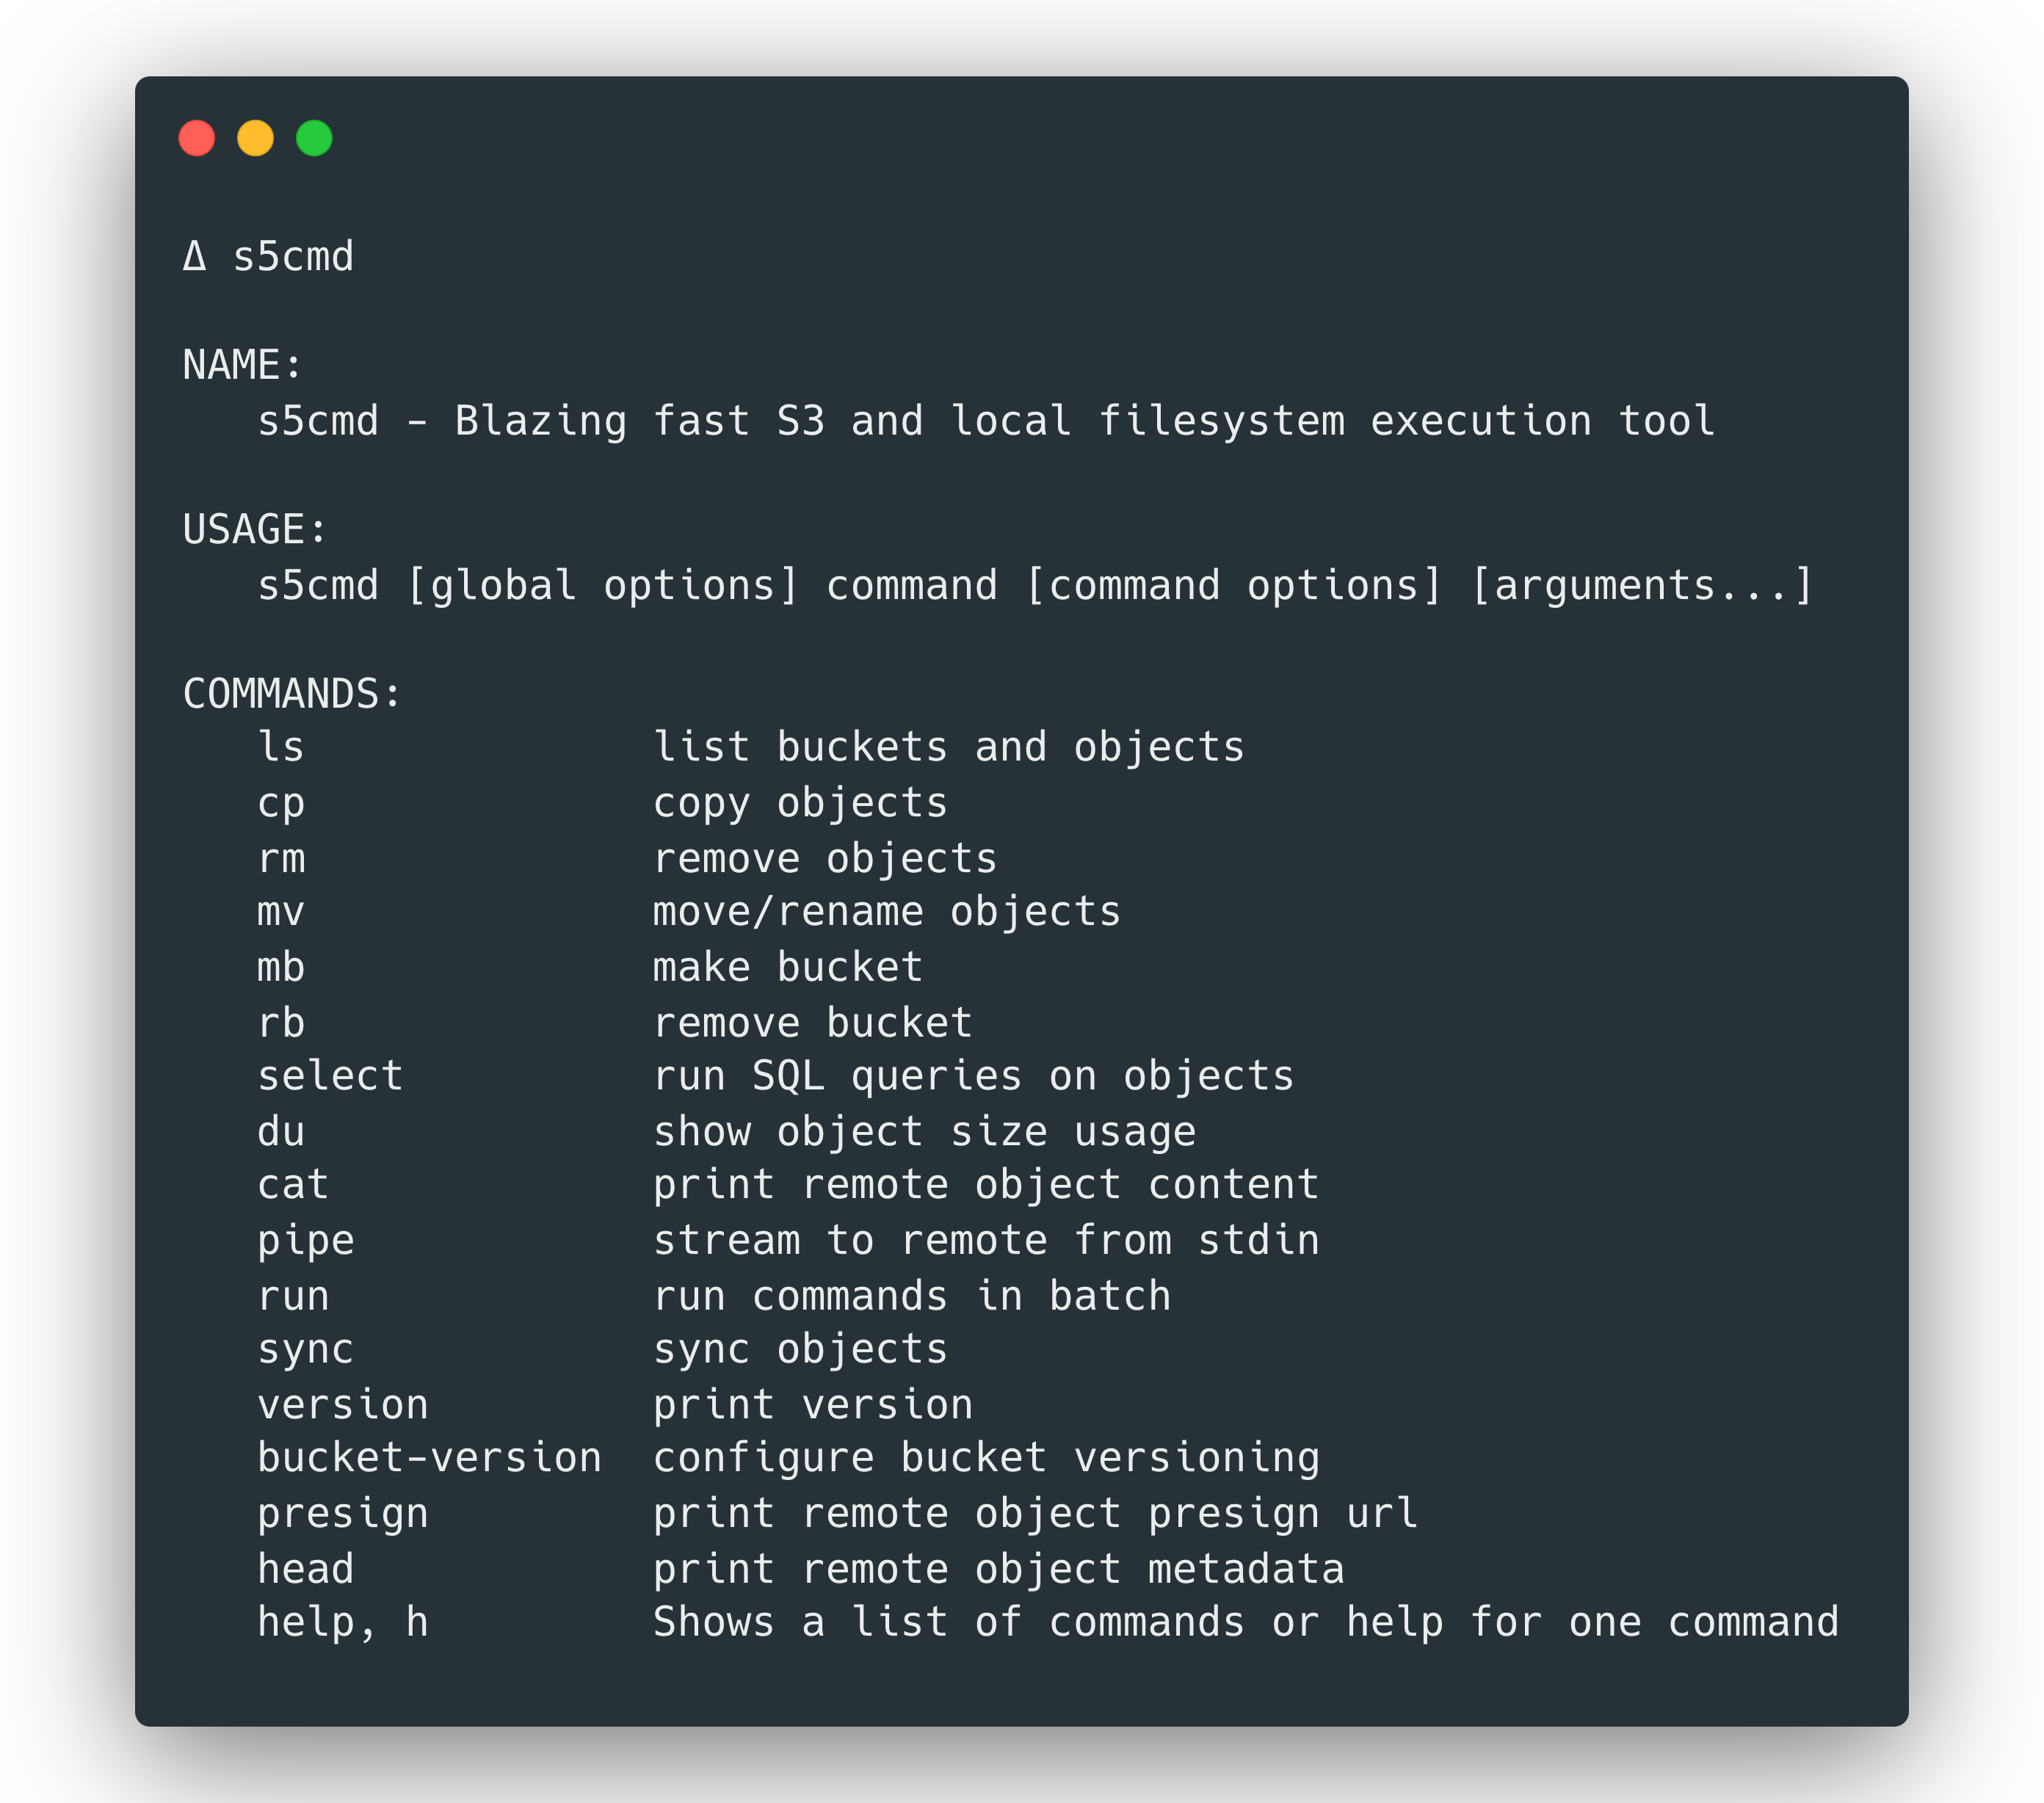 Δ s5cmd
NAME:
s5cmd - Blazing fast S3 and local filesystem execution tool
USAGE:
s5cmd [global options] command [command options] [arguments...]
COMMANDS:
ls list buckets and objects
cp copy objects
rm remove objects
mv move/rename objects
mb make bucket
rb remove bucket
select run SQL queries on objects
du show object size usage
cat print remote object content
pipe stream to remote from stdin
run run commands in batch
sync sync objects
version print version
bucket-version configure bucket versioning
presign print remote object presign url
head print remote object metadata
help, h Shows a list of commands or help for one command